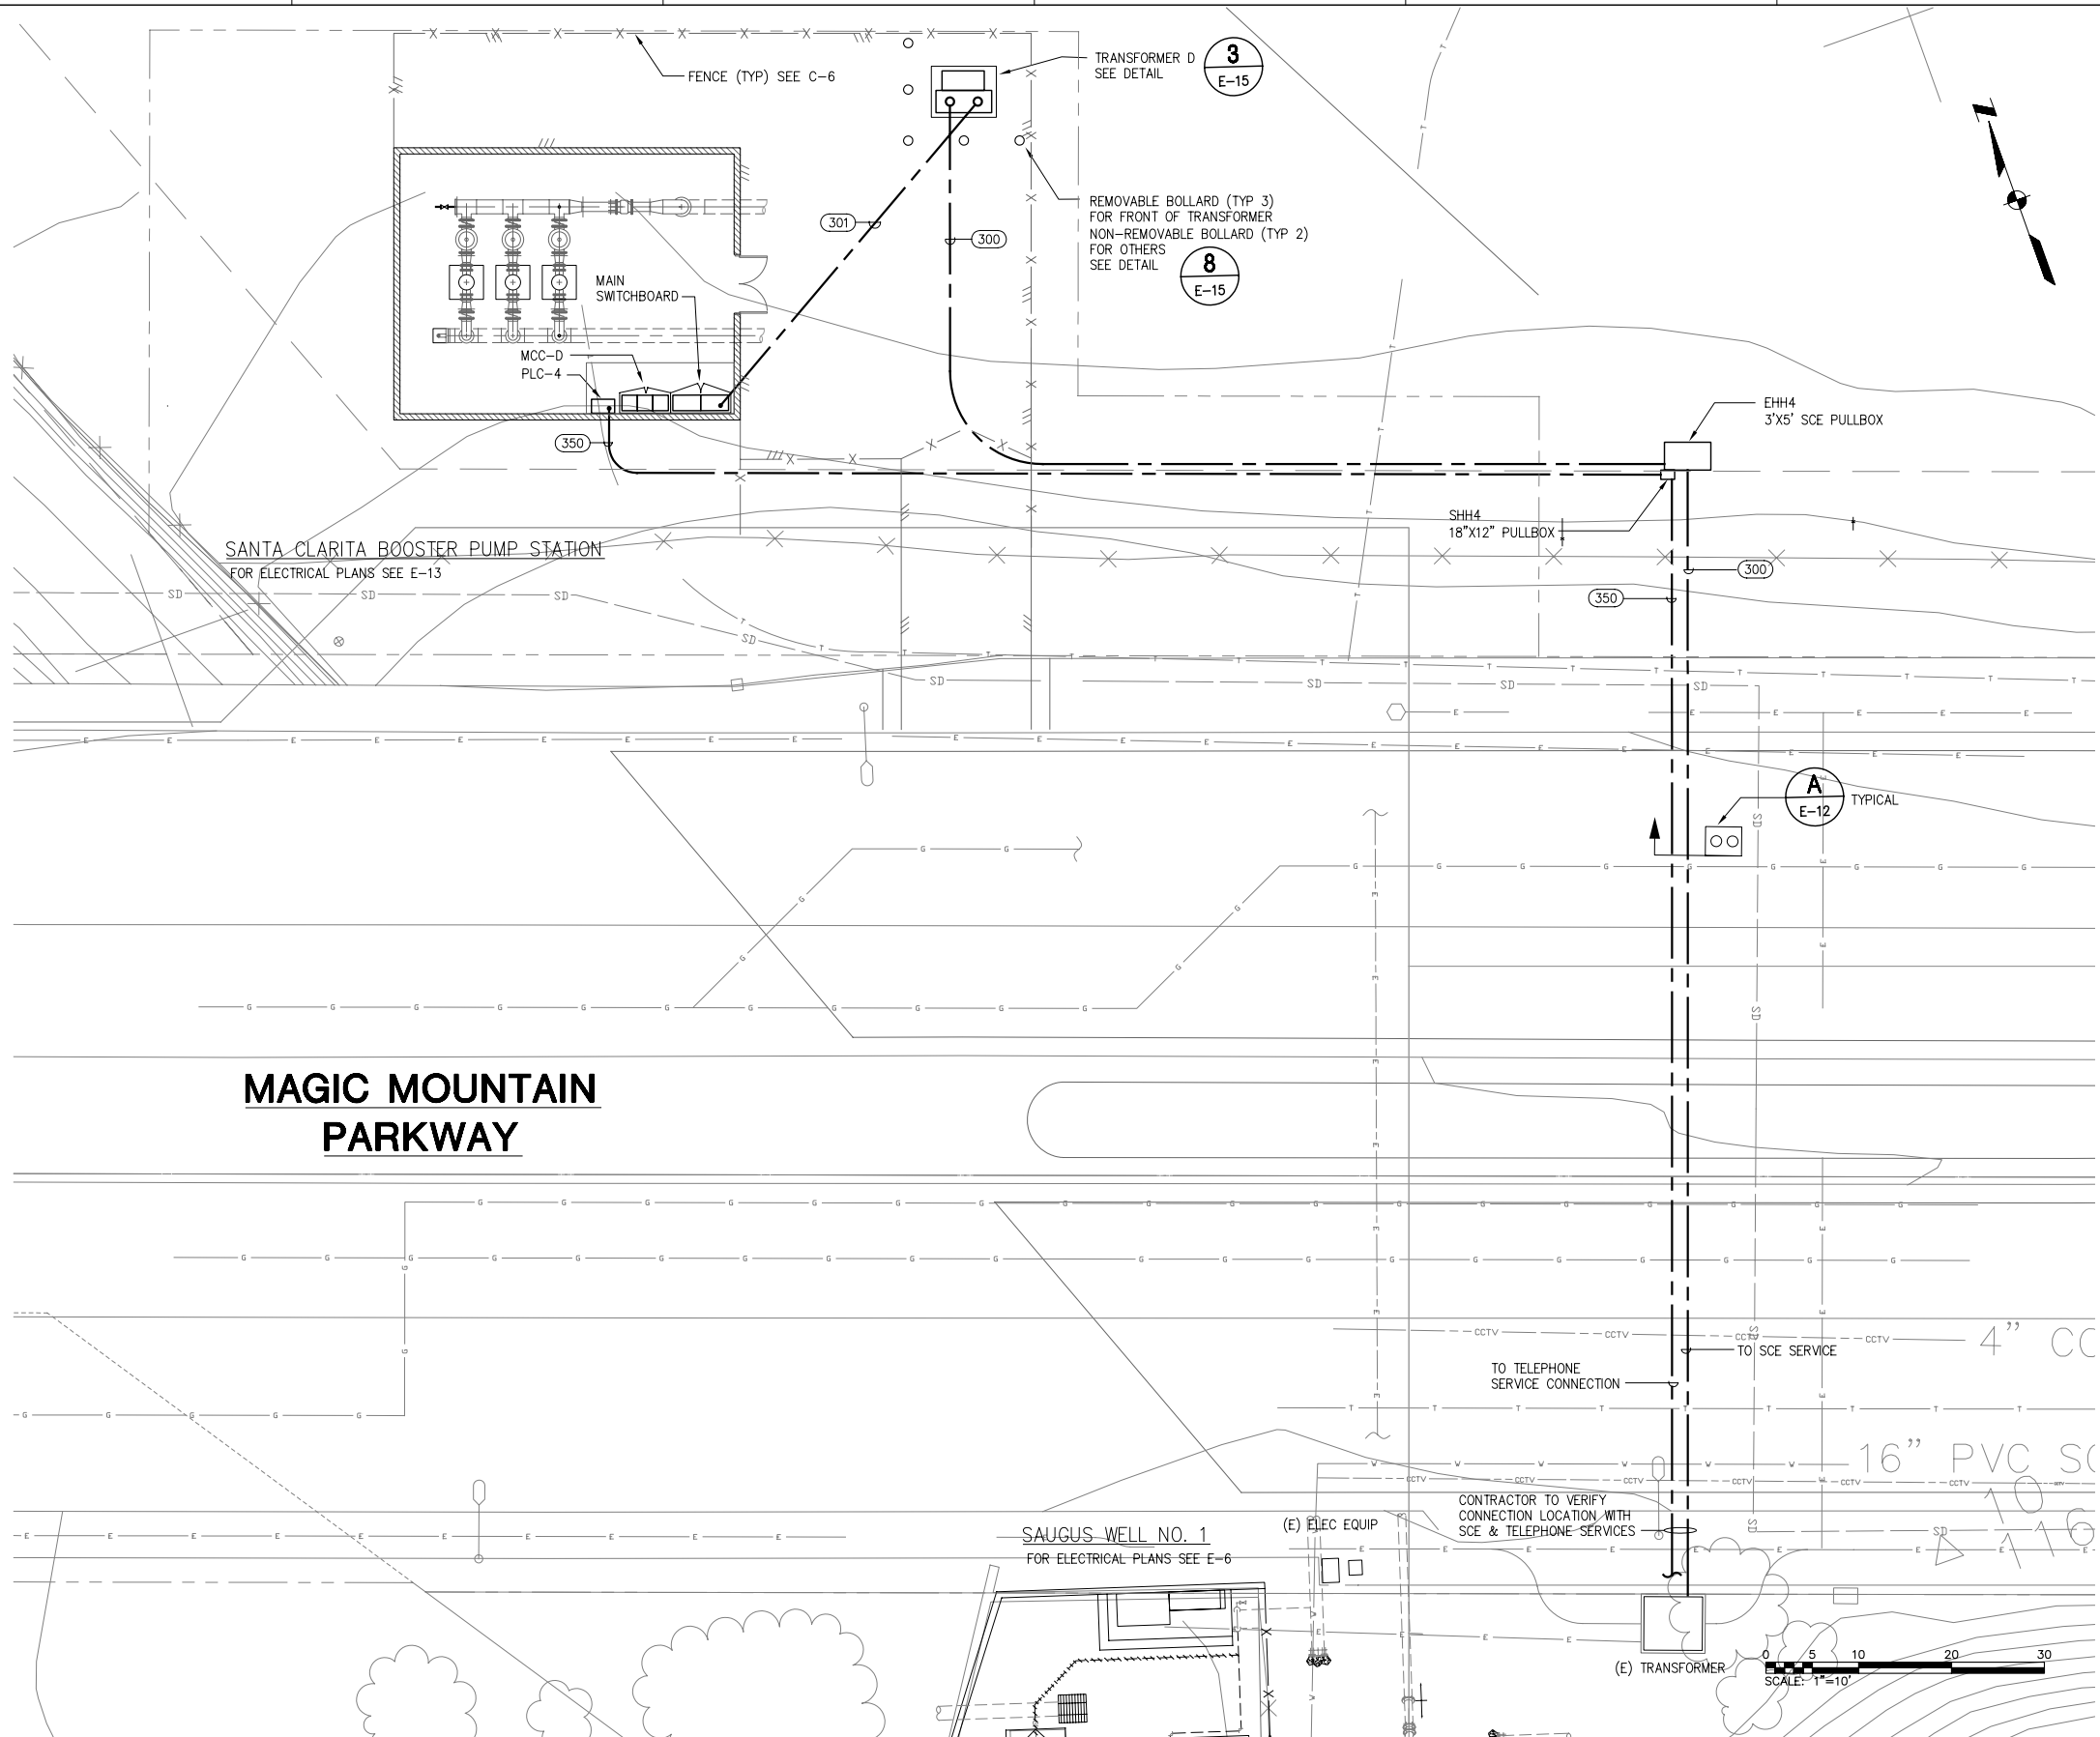 FENCE (TYP) SEE C-6
TRANSFORMER D
SEE DETAIL
3
E-15
REMOVABLE BOLLARD (TYP 3)
FOR FRONT OF TRANSFORMER
NON-REMOVABLE BOLLARD (TYP 2)
FOR OTHERS
SEE DETAIL
8
E-15
301
300
MAIN
SWITCHBOARD
MCC-D
PLC-4
350
EHH4
3'X5' SCE PULLBOX
SHH4
18"X12" PULLBOX
SANTA CLARITA BOOSTER PUMP STATION
FOR ELECTRICAL PLANS SEE E-13
300
350
A
E-12
TYPICAL
MAGIC MOUNTAIN
PARKWAY
4" CO
TO SCE SERVICE
TO TELEPHONE
SERVICE CONNECTION
16" PVC
CONTRACTOR TO VERIFY
CONNECTION LOCATION WITH
SCE & TELEPHONE SERVICES
(E) ELEC EQUIP
SAUGUS WELL NO. 1
FOR ELECTRICAL PLANS SEE E-6
(E) TRANSFORMER
0 5 10 20 30
SCALE: 1"=10'